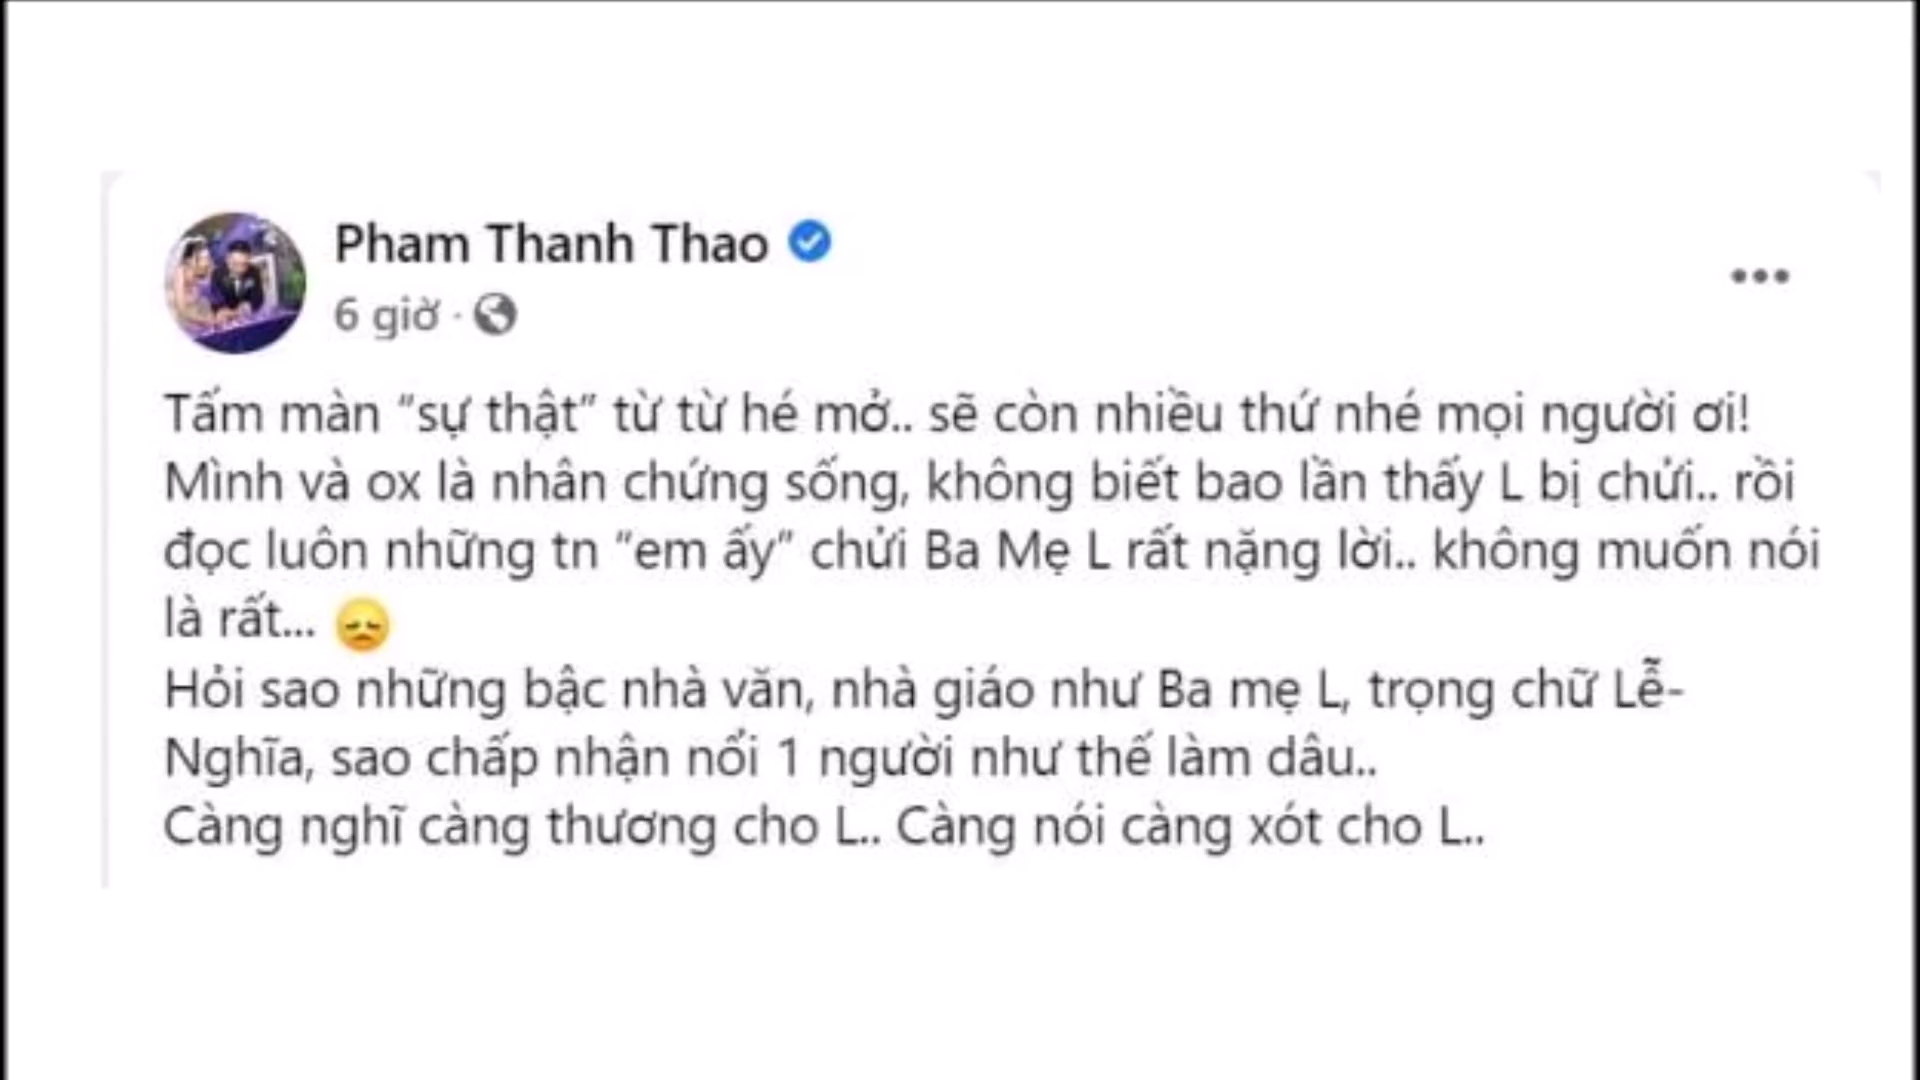 Pham Thanh Thao
6 giờ ·
Tấm màn “sự thật” từ từ hé mở.. sẽ còn nhiều thứ nhé mọi người ơi!
Mình và ox là nhân chứng sống, không biết bao lần thấy L bị chửi.. rồi
đọc luôn những tn “em ấy” chửi Ba Mẹ L rất nặng lời.. không muốn nói
là rất... 😞
Hỏi sao những bậc nhà văn, nhà giáo như Ba mẹ L, trọng chữ Lễ-
Nghĩa, sao chấp nhận nổi 1 người như thế làm dâu..
Càng nghĩ càng thương cho L.. Càng nói càng xót cho L..